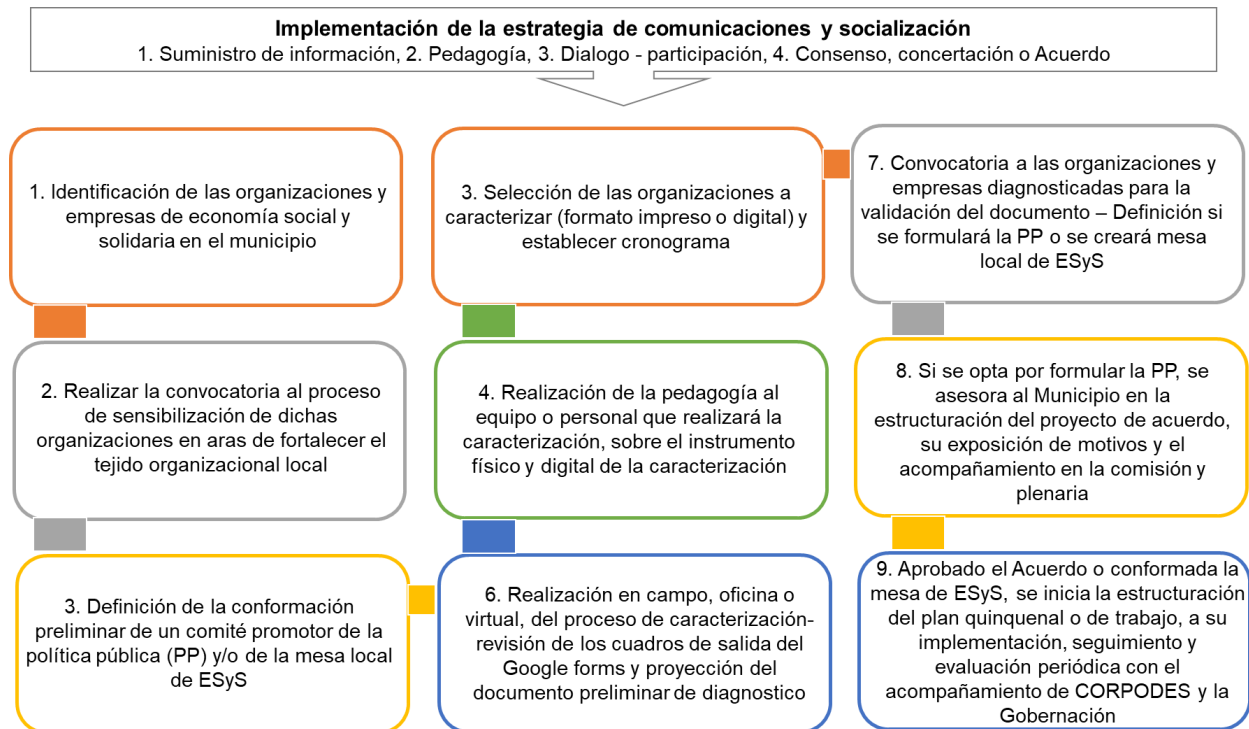 Implementación de la estrategia de comunicaciones y socialización
1. Suministro de información, 2. Pedagogía, 3. Dialogo - participación, 4. Consenso, concertación o Acuerdo
1. Identificación de las organizaciones y
empresas de economía social y
solidaria en el municipio
2. Realizar la convocatoria al proceso
de sensibilización de dichas
organizaciones en aras de fortalecer el
tejido organizacional local
3. Definición de la conformación
preliminar de un comité promotor de la
política pública (PP) y/o de la mesa local
de ESyS
3. Selección de las organizaciones a
caracterizar (formato impreso o digital) y
establecer cronograma
4. Realización de la pedagogía al
equipo o personal que realizará la
caracterización, sobre el instrumento
físico y digital de la caracterización
6. Realización en campo, oficina o
virtual, del proceso de caracterización-
revisión de los cuadros de salida del
Google forms y proyección del
documento preliminar de diagnostico
7. Convocatoria a las organizaciones y
empresas diagnosticadas para la
validación del documento – Definición si
se formulará la PP o se creará mesa
local de ESyS
8. Si se opta por formular la PP, se
asesora al Municipio en la
estructuración del proyecto de acuerdo,
su exposición de motivos y el
acompañamiento en la comisión y
plenaria
9. Aprobado el Acuerdo o conformada la
mesa de ESyS, se inicia la estructuración
del plan quinquenal o de trabajo, a su
implementación, seguimiento y
evaluación periódica con el
acompañamiento de CORPODES y la
Gobernación